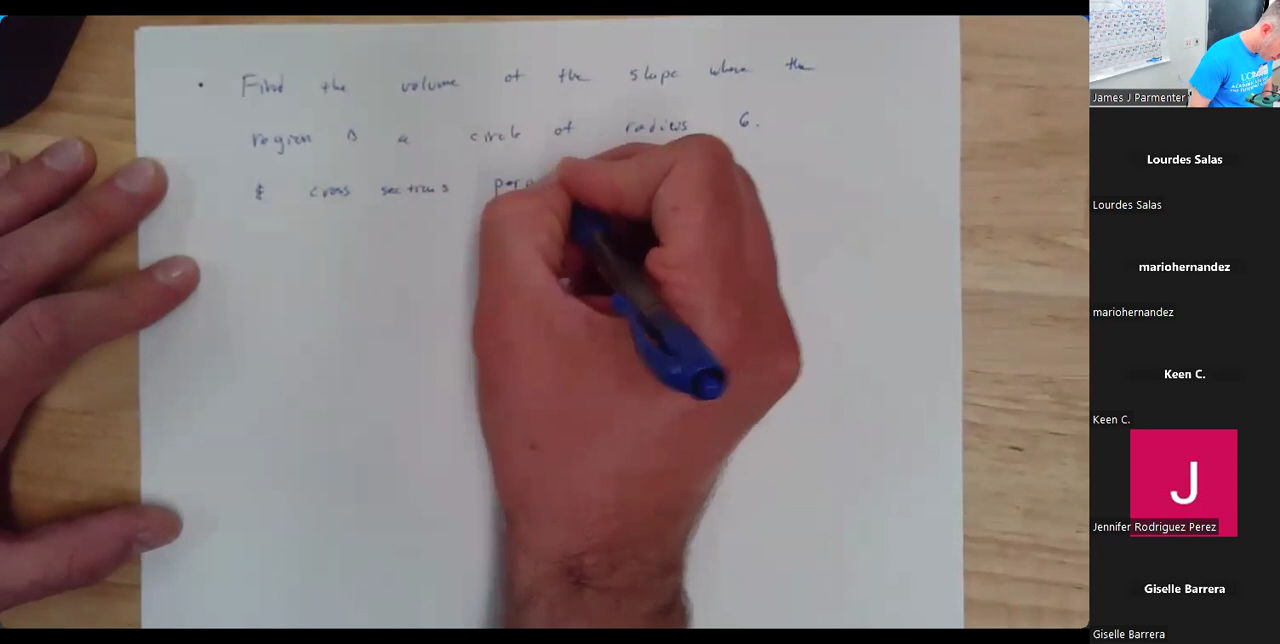 • Find the volume of the slope where the
region is a circle of radius 6.
& cross sections perp
James J Parmenter
Lourdes Salas
Lourdes Salas
mariohernandez
mariohernandez
Keen C.
Keen C.
J
Jennifer Rodriguez Perez
Giselle Barrera
Giselle Barrera